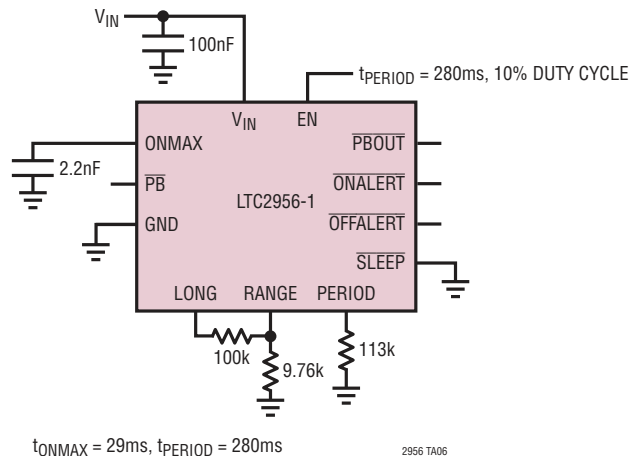 VIN
100nF
tPERIOD = 280ms, 10% DUTY CYCLE
VIN
EN
ONMAX
PBOUT
2.2nF
PB
ONALERT
LTC2956-1
GND
OFFALERT
SLEEP
LONG
RANGE
PERIOD
100k
9.76k
113k
tONMAX = 29ms, tPERIOD = 280ms
2956 TA06